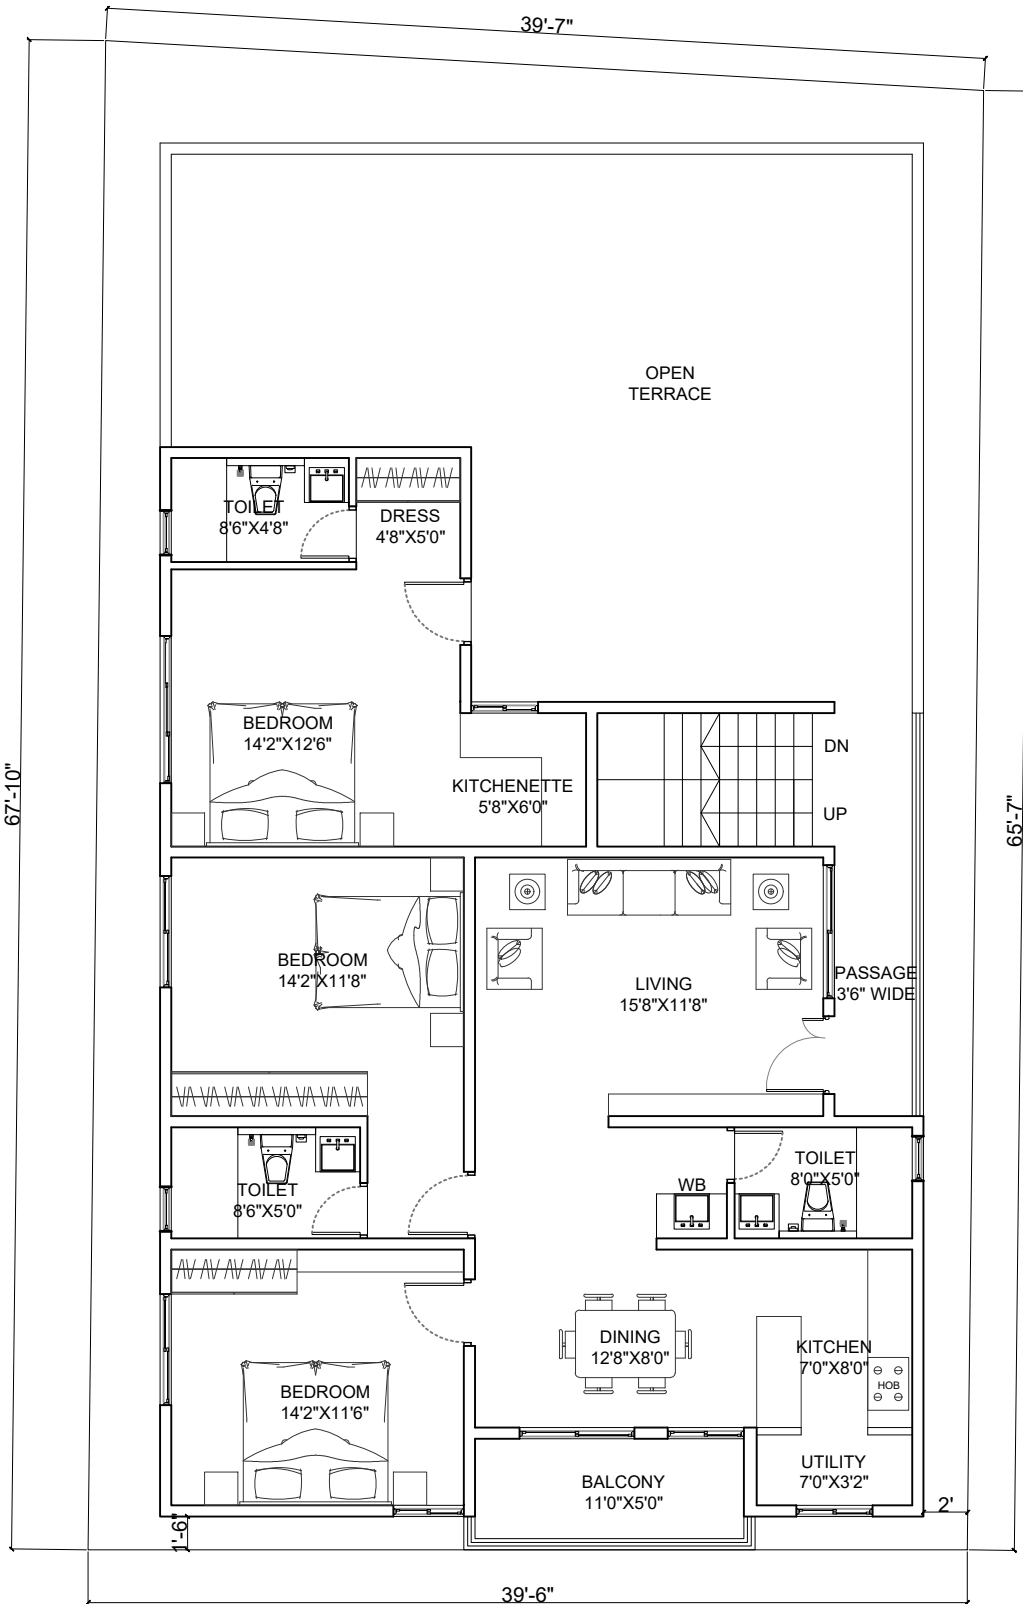 39'-7"
OPEN
TERRACE
TOILET
8'6"X4'8"
DRESS
4'8"X5'0"
BEDROOM
14'2"X12'6"
KITCHENETTE
5'8"X6'0"
DN
UP
67'-10"
65'-7"
BEDROOM
14'2"X11'8"
LIVING
15'8"X11'8"
PASSAGE
3'6" WIDE
TOILET
8'6"X5'0"
WB
TOILET
8'0"X5'0"
DINING
12'8"X8'0"
KITCHEN
7'0"X8'0"
HOB
BEDROOM
14'2"X11'6"
BALCONY
11'0"X5'0"
UTILITY
7'0"X3'2"
2'
1'-6"
39'-6"